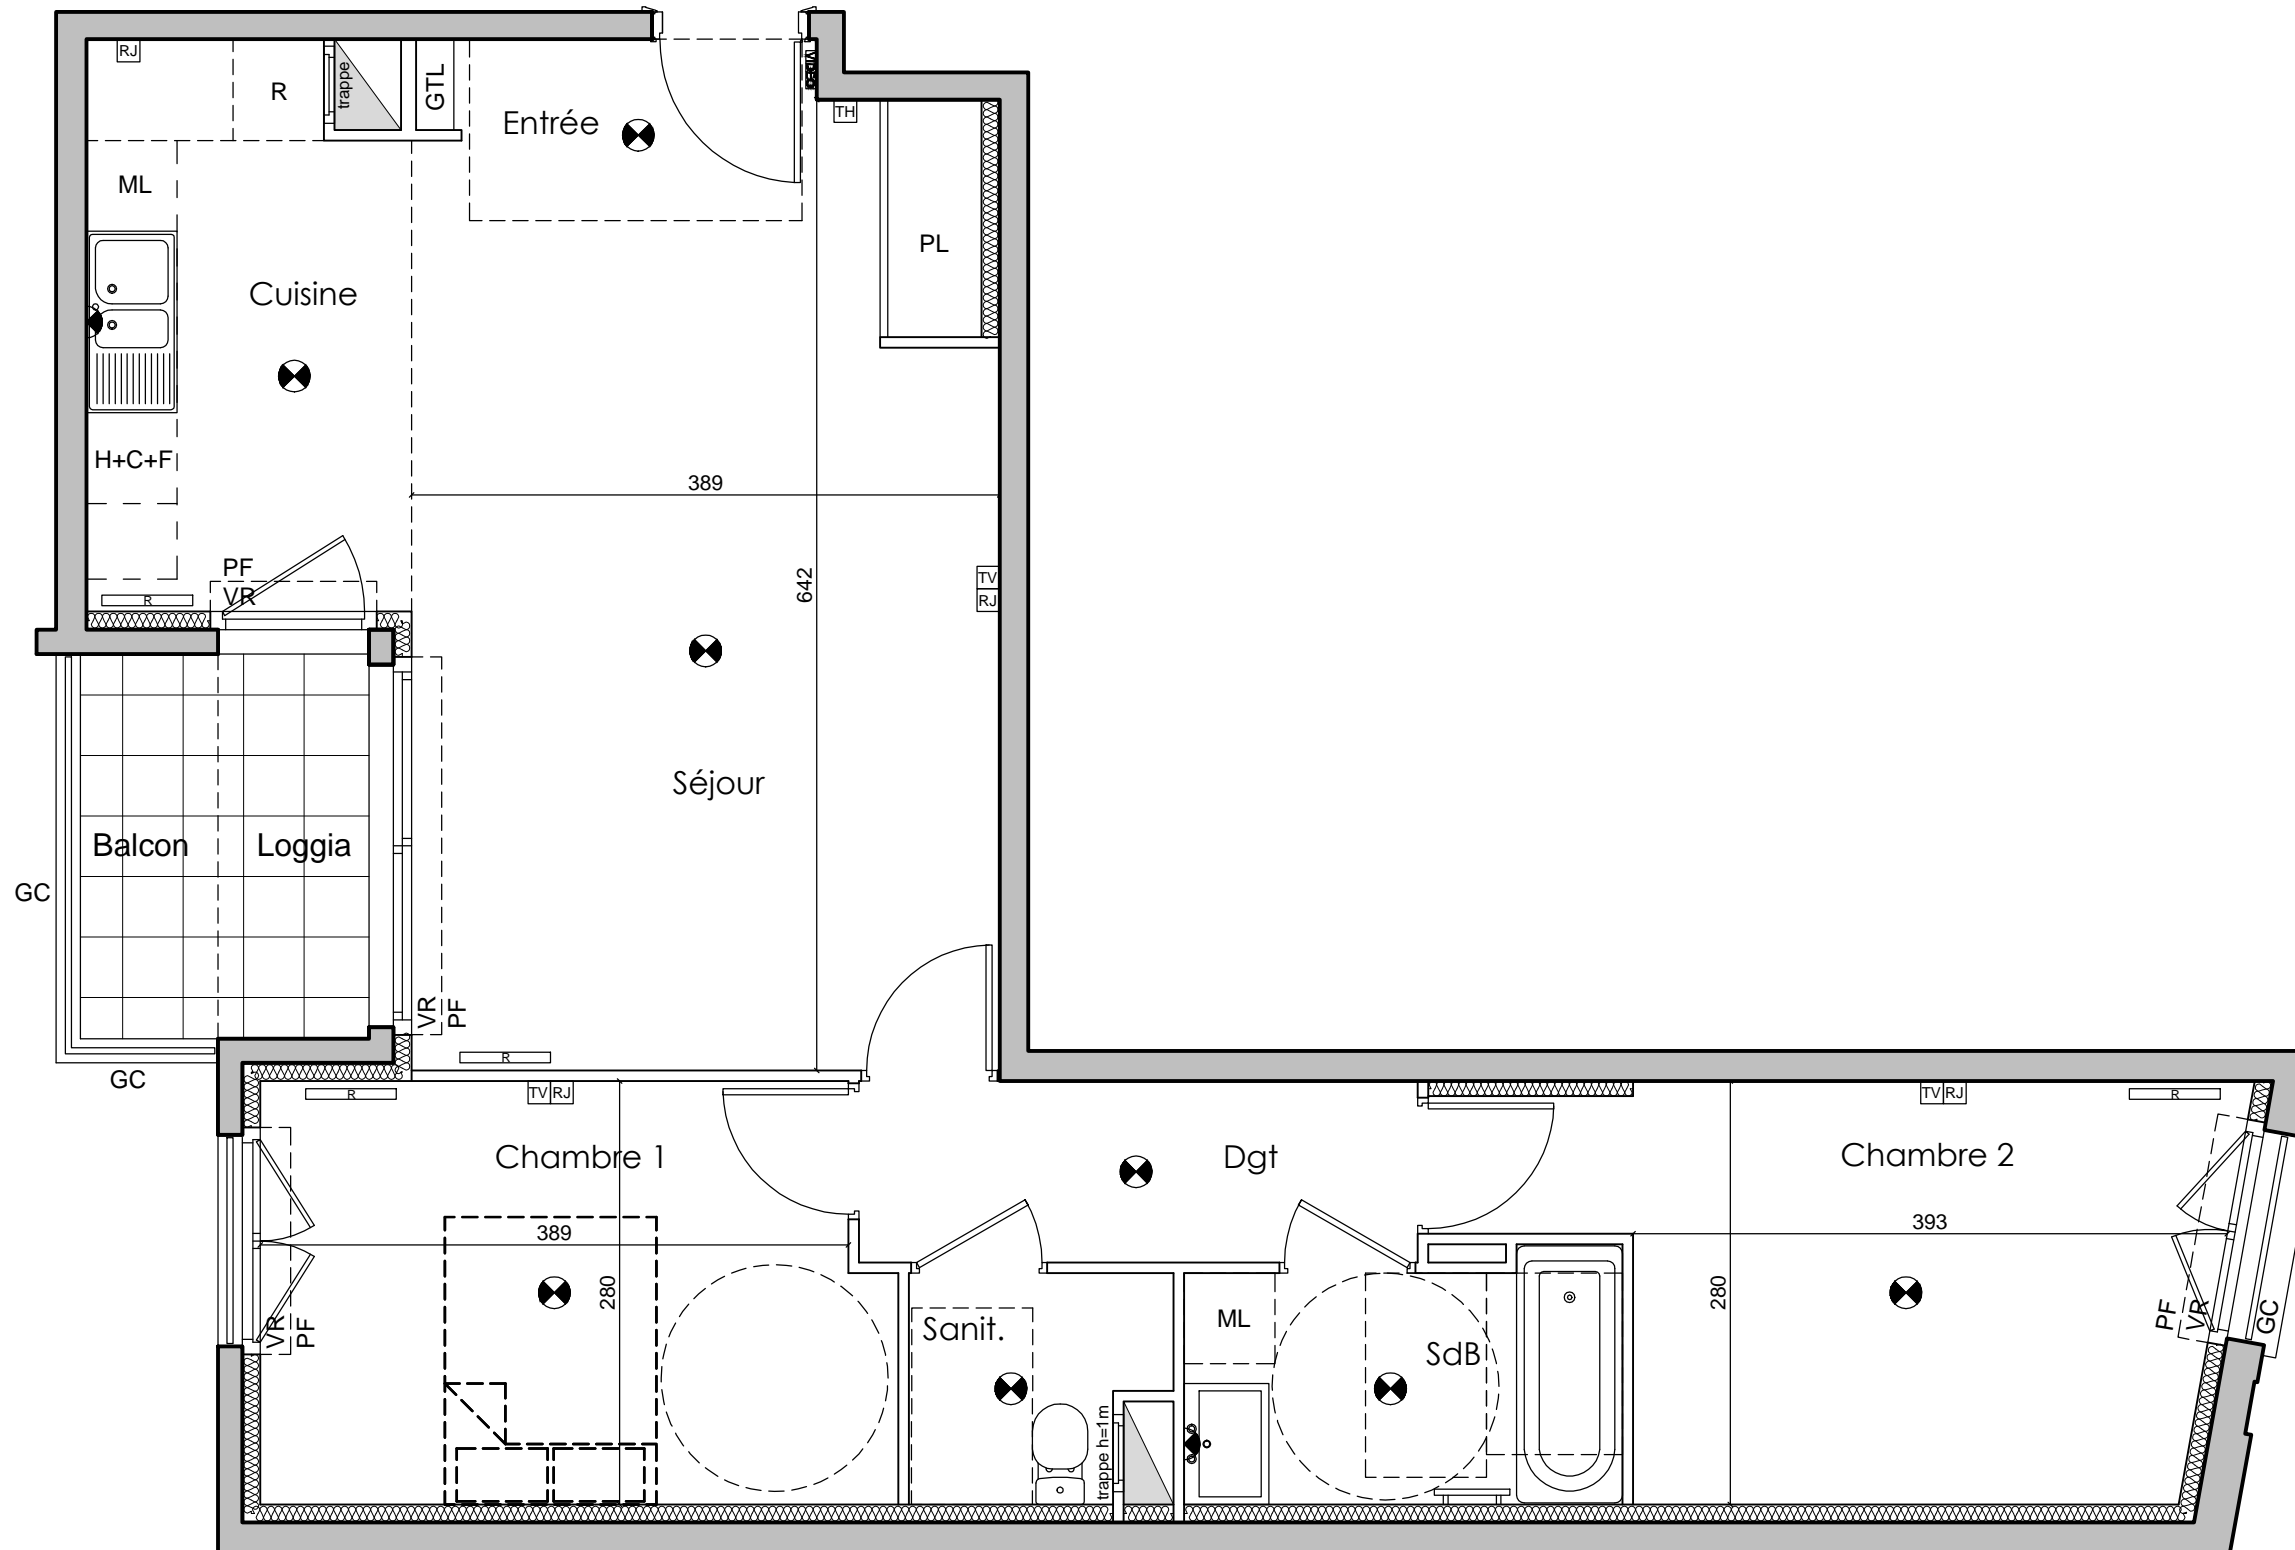 RJ
R
trappe
GTL
Entrée
VIDEO
TH
ML
PL
Cuisine
H+C+F
389
642
PF
VR
R
TV
RJ
Séjour
Balcon
Loggia
GC
VR
PF
R
GC
R
TV RJ
TV RJ
R
Chambre 1
Dgt
Chambre 2
389
393
280
280
VR
PF
Sanit.
ML
SdB
PF
VR
GC
trappe h=1m